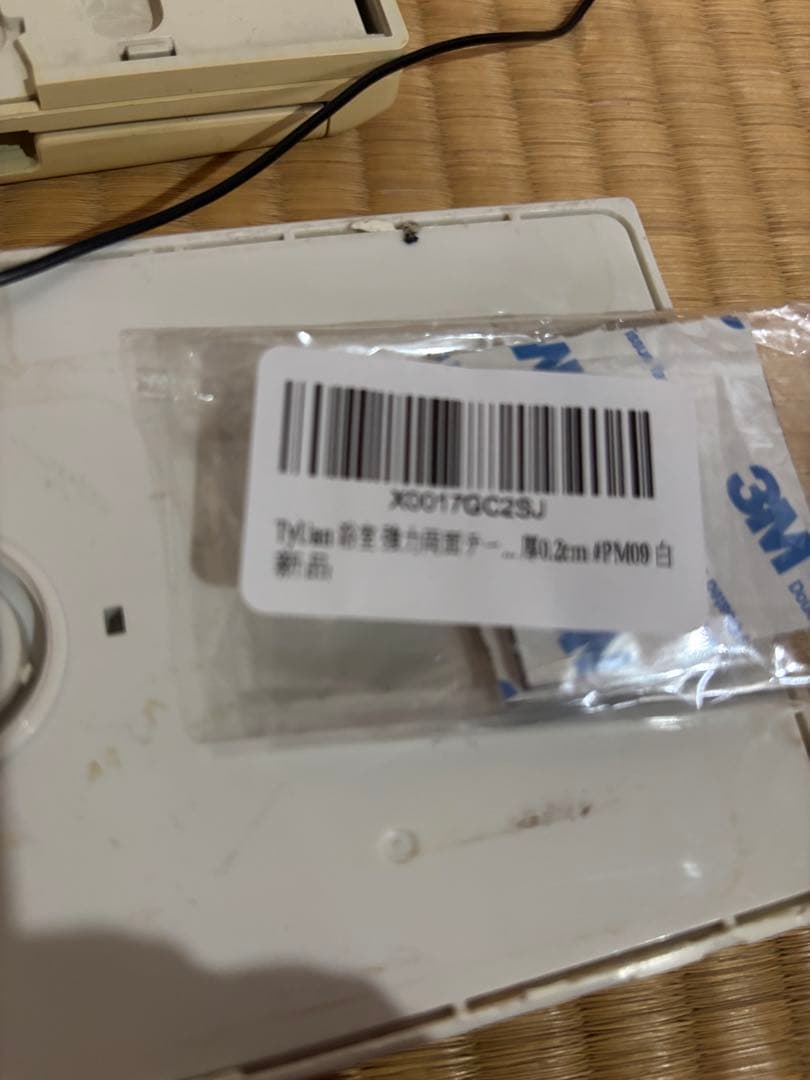 X0017GC2SJ
TyLian 浴室 強力両面テー... 厚0.2cm #PM09 白
新品
3M